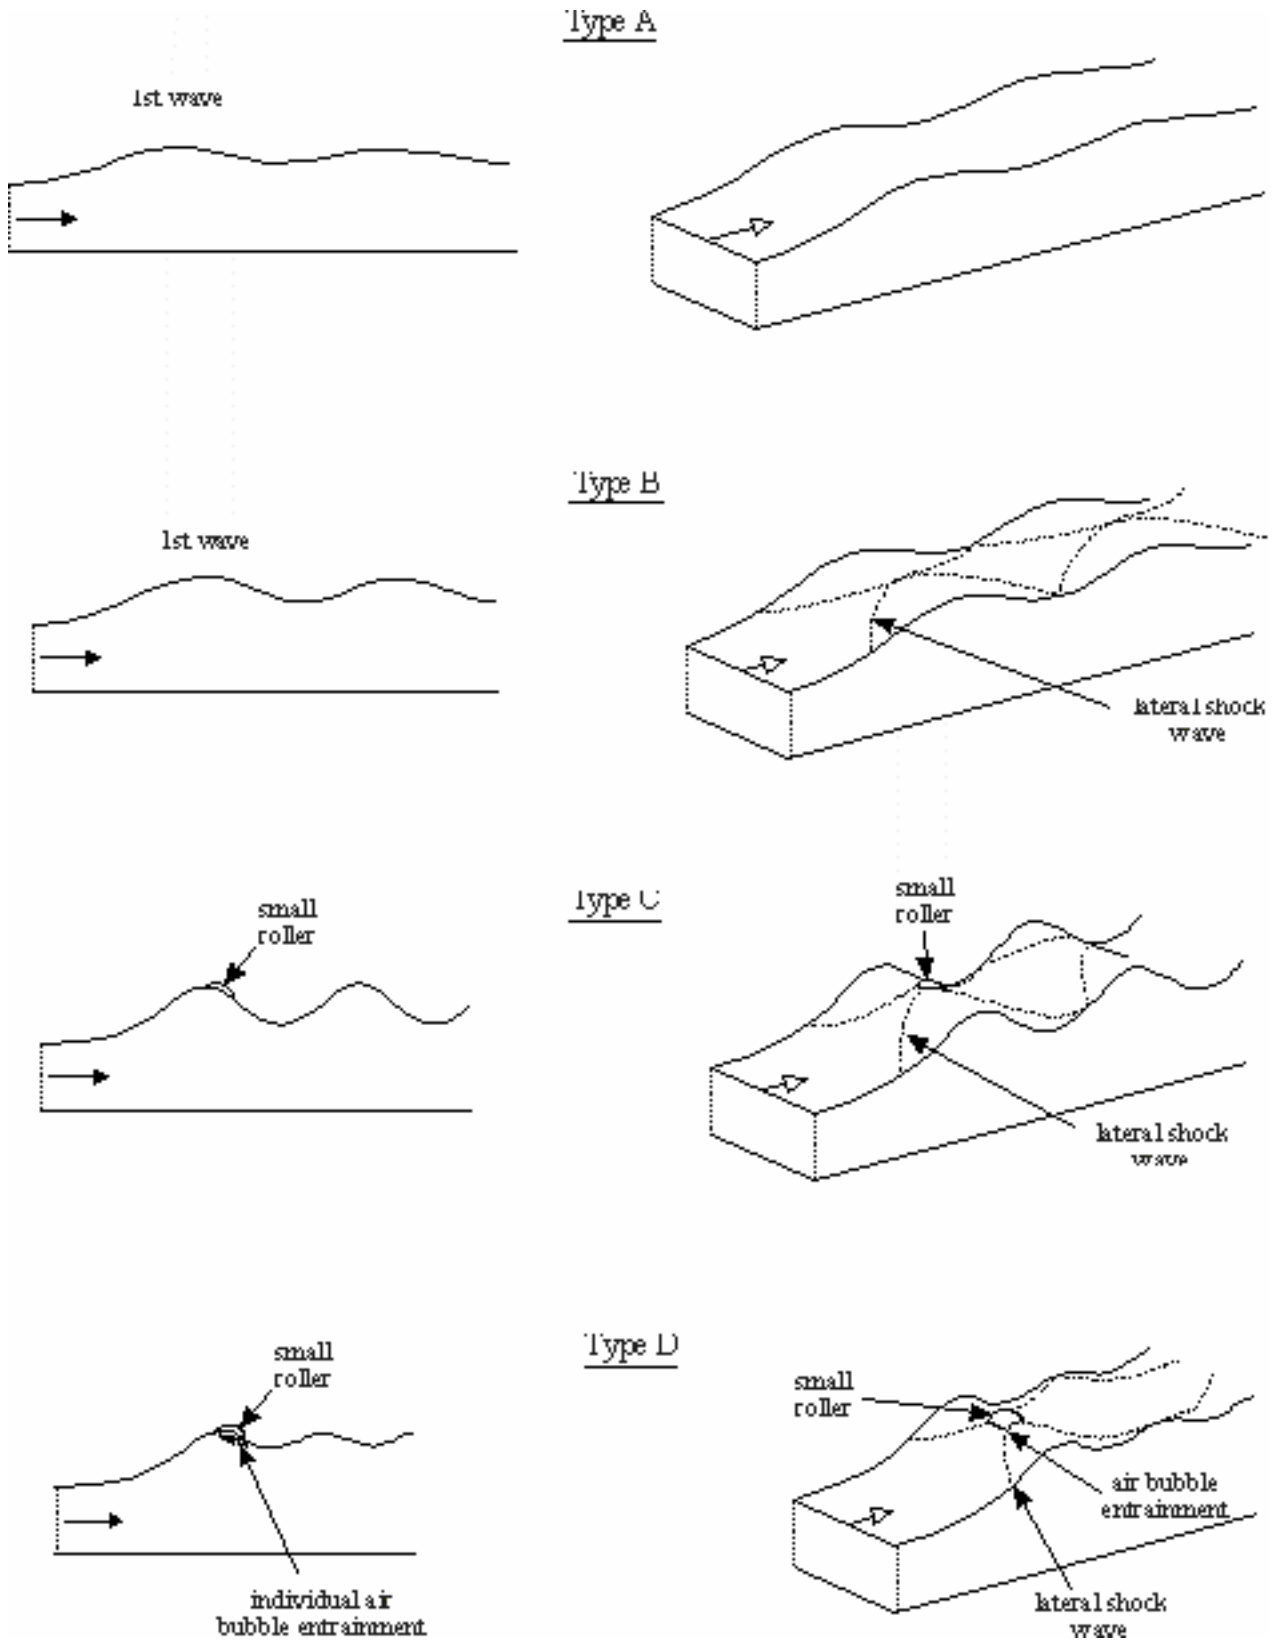 Type A
1st wave
Type B
1st wave
lateral shock
wave
Type C
small
roller
small
roller
lateral shock
wave
Type D
small
roller
small
roller
air bubble
entrainment
individual air
bubble entrainment
lateral shock
wave